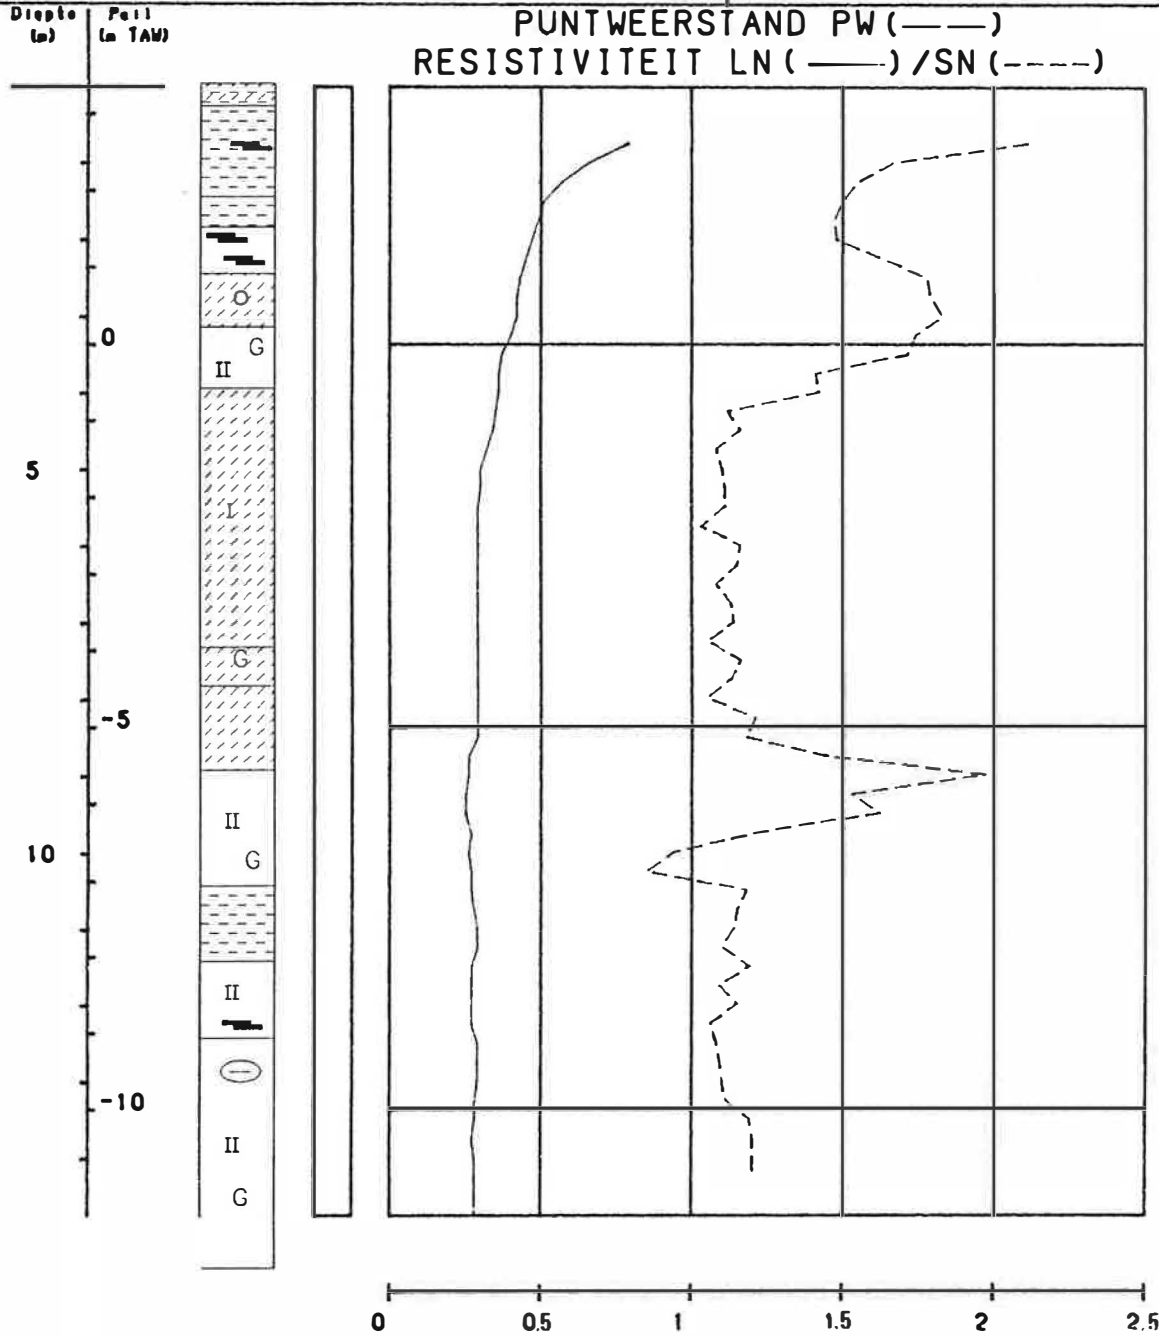 Diepte Peil
(m) (m TAW)
PUNTWEERSTAND PW (— —)
RESISTIVITEIT LN ( ——— ) /SN (----)
O
0
G
II
5
I
G
-5
II
10
G
II
-10
II
G
0 0.5 1 1.5 2 2.5